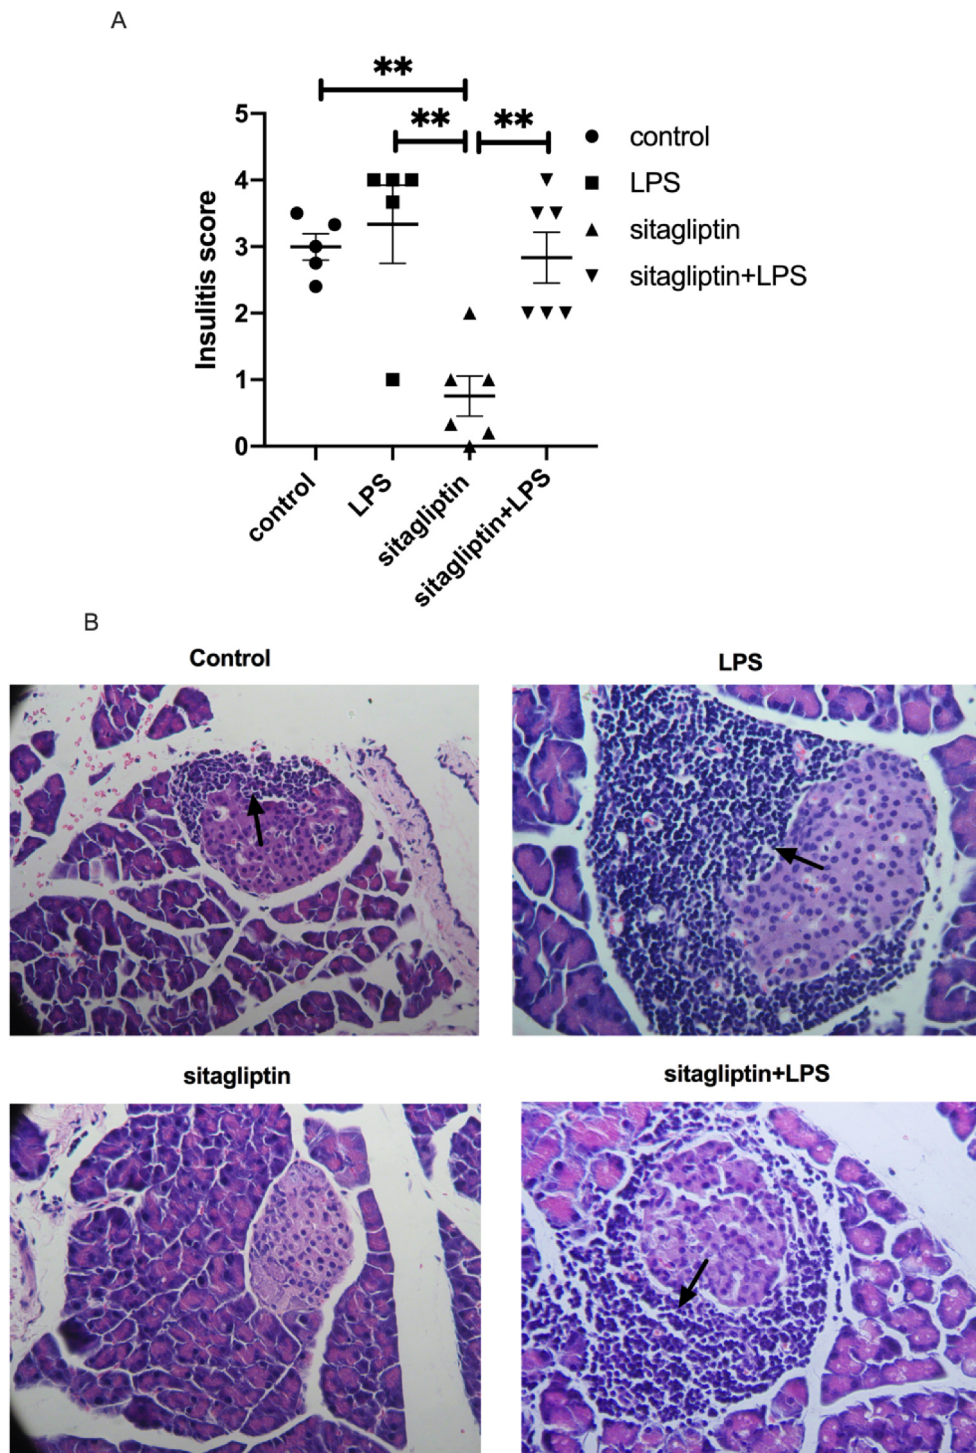 A
**
** **
5
4
3
2
1
0
Insulitis score
control
LPS
sitagliptin
sitagliptin+LPS
control
LPS
sitagliptin
sitagliptin+LPS
B
Control
LPS
sitagliptin
sitagliptin+LPS